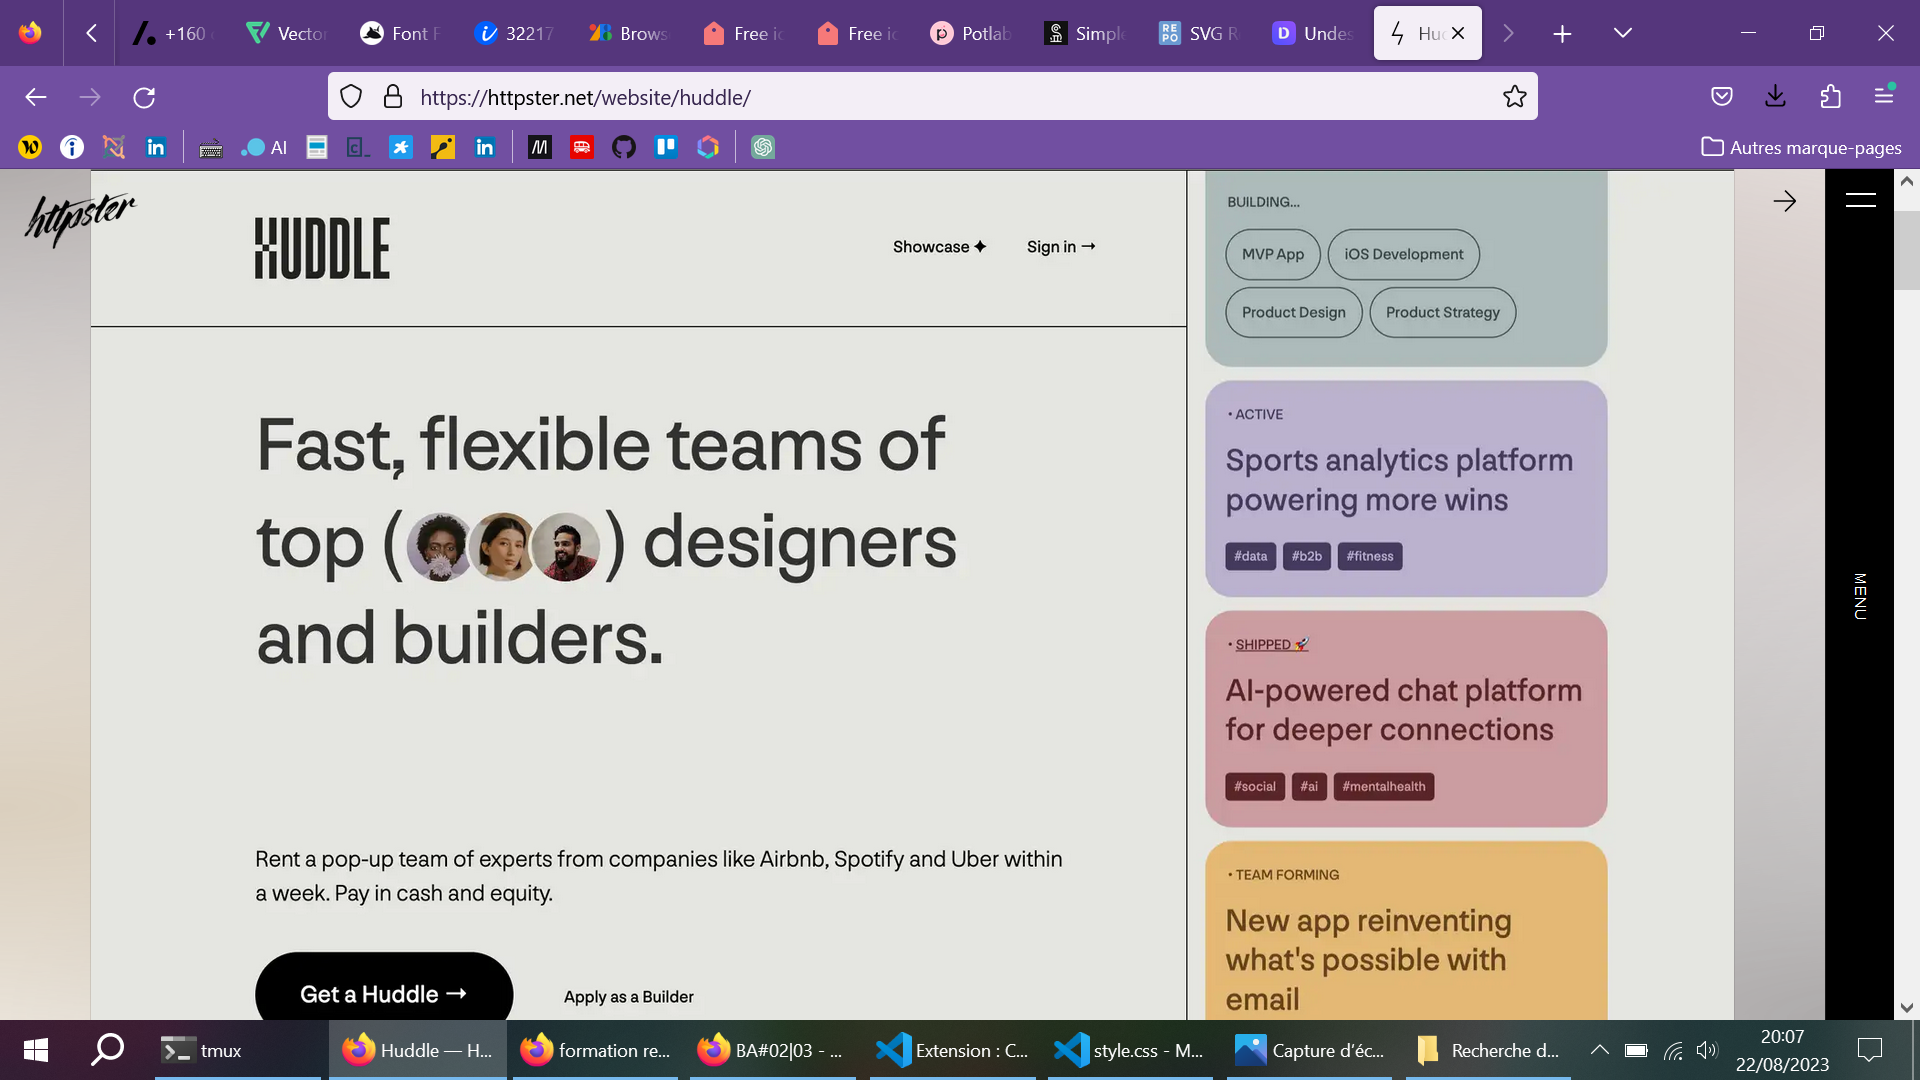 +160
Vector
Font F
32217
Brows
Free ic
Free ic
Potlab
Simple
SVG R
Undes
Hud
https://httpster.net/website/huddle/
AI
Autres marque-pages
httpster
HUDDLE
Showcase
Sign in →
Fast, flexible teams of
top ( ) designers
and builders.
Rent a pop-up team of experts from companies like Airbnb, Spotify and Uber within
a week. Pay in cash and equity.
Get a Huddle →
Apply as a Builder
BUILDING...
MVP App
iOS Development
Product Design
Product Strategy
• ACTIVE
Sports analytics platform
powering more wins
#data #b2b #fitness
• SHIPPED 🚀
AI-powered chat platform
for deeper connections
#social #ai #mentalhealth
• TEAM FORMING
New app reinventing
what's possible with
email
MENU
tmux
Huddle — H...
formation re...
BA#02|03 - ...
Extension : C...
style.css - M...
Capture d'éc...
Recherche d...
20:07
22/08/2023